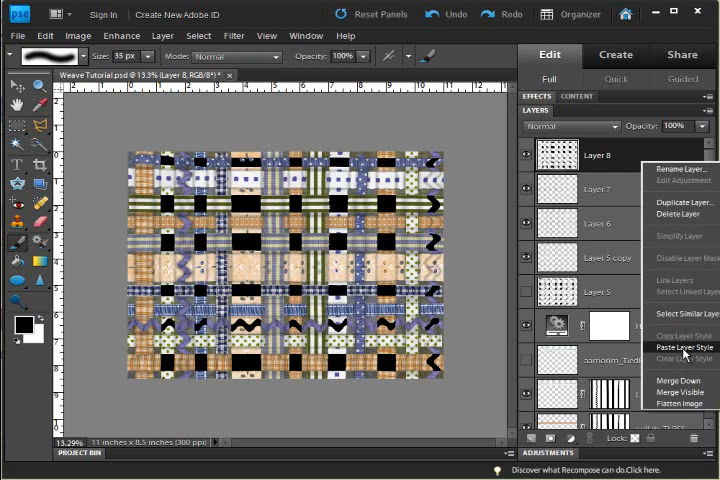 pse Sign In Create New Adobe ID Reset Panels Undo Redo Organizer
File Edit Image Enhance Layer Select Filter View Window Help
Size: 35 px Mode: Normal Opacity: 100%
Edit Create Share
Weave Tutorial.psd @ 13.3% (Layer 8, RGB/8*) *
Full Quick Guided
EFFECTS CONTENT
LAYERS
Normal Opacity: 100%
Layer 8
Layer 7
Layer 6
Layer 5 copy
Layer 5
Rename Layer...
Edit Adjustment
Duplicate Layer...
Delete Layer
Simplify Layer
Disable Layer Mask
Link Layers
Select Linked Layer
Select Similar Laye
Copy Layer Style
Paste Layer Style
Clear Layer Style
Merge Down
Merge Visible
Flatten Image
Lock:
13.29% 11 inches x 8.5 inches (300 ppi)
PROJECT BIN
ADJUSTMENTS
Discover what Recompose can do.Click here.